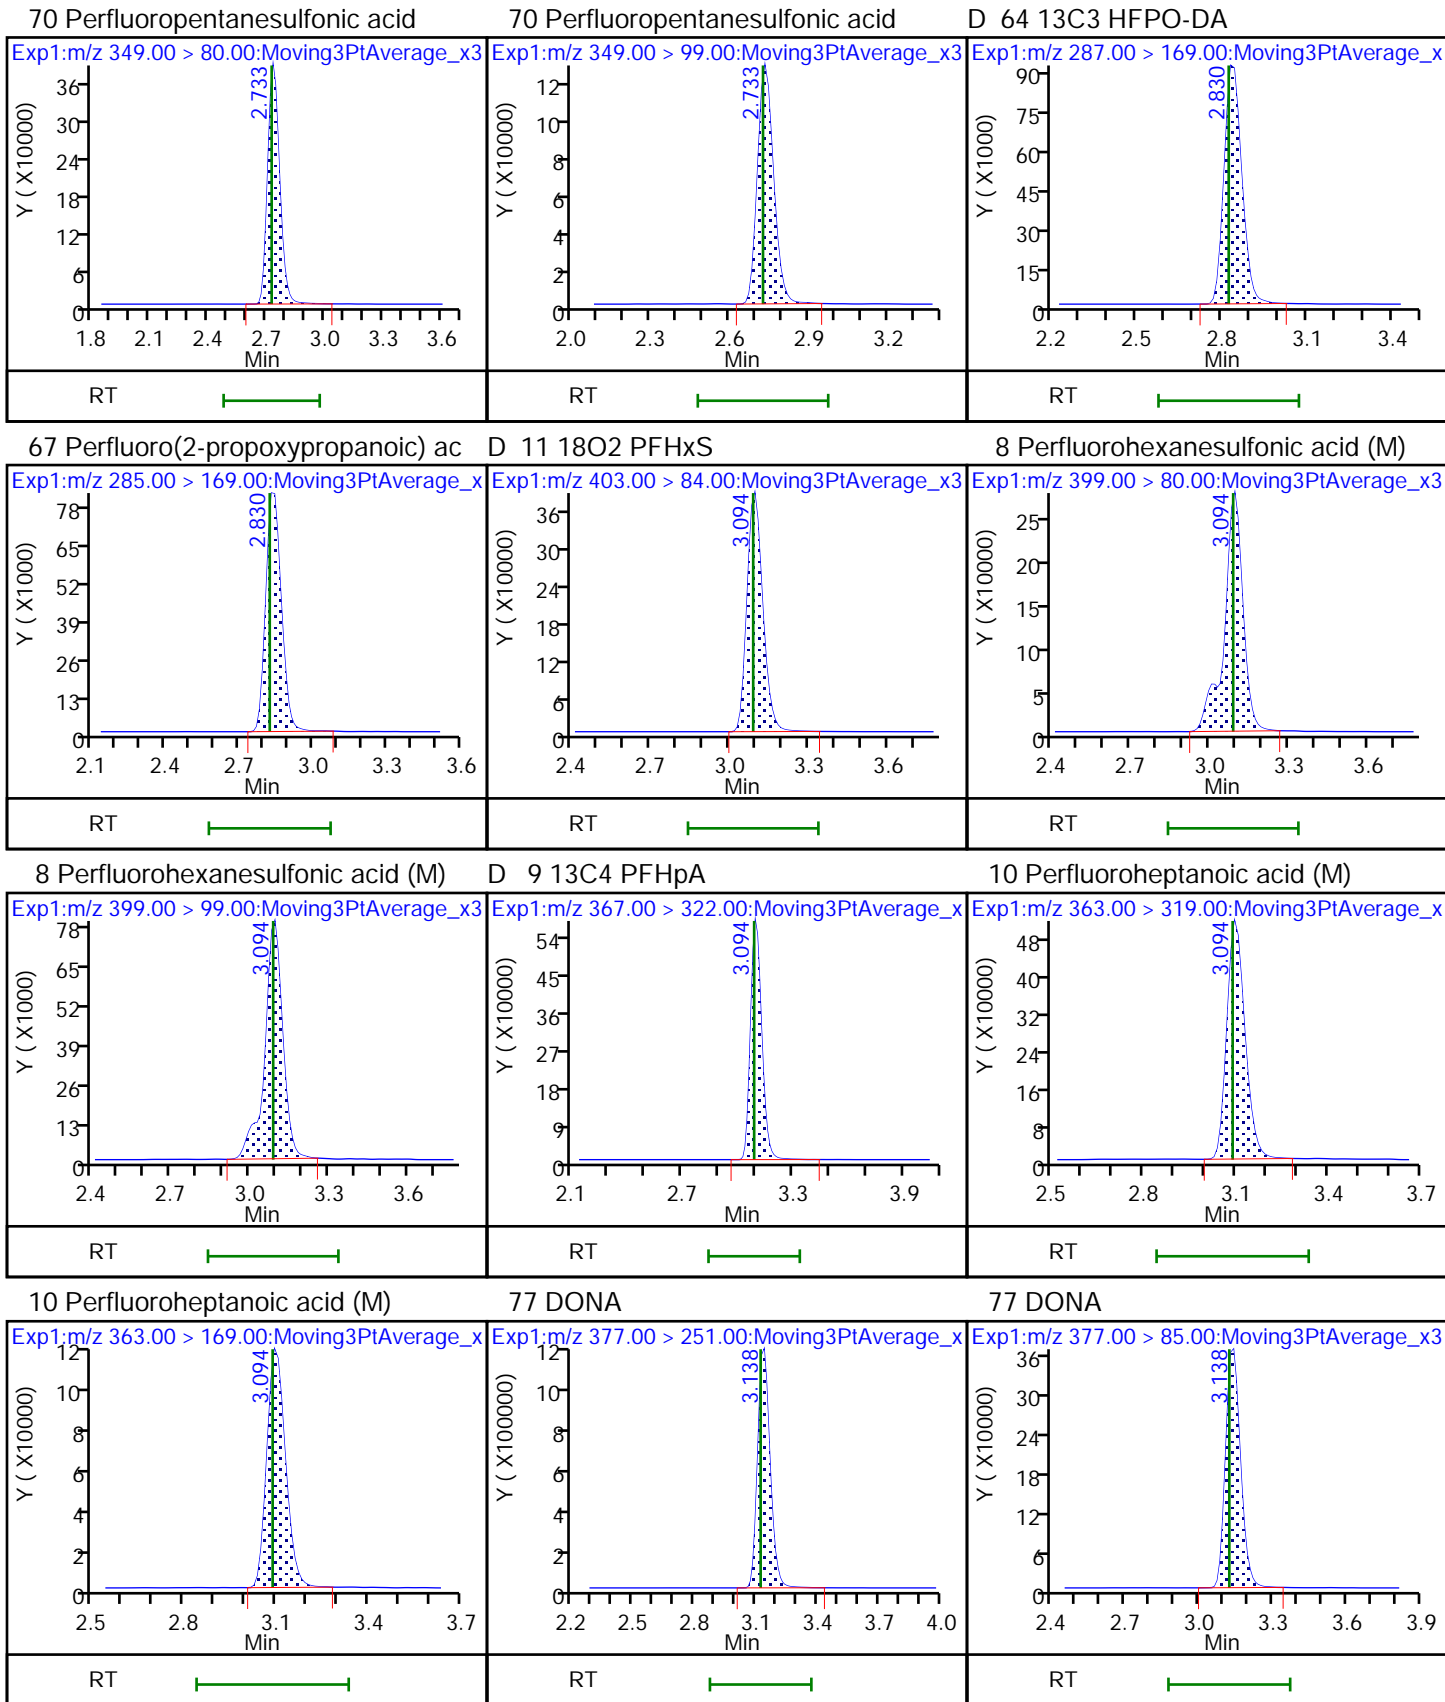 70 Perfluoropentanesulfonic acid
Exp1:m/z 349.00 > 80.00:Moving3PtAverage_x3
Y ( X10000)
36
30
24
18
12
6
0
2.733
1.8 2.1 2.4 2.7 3.0 3.3 3.6
Min
RT
70 Perfluoropentanesulfonic acid
Exp1:m/z 349.00 > 99.00:Moving3PtAverage_x3
Y ( X10000)
12
10
8
6
4
2
0
2.733
2.0 2.3 2.6 2.9 3.2
Min
RT
D 64 13C3 HFPO-DA
Exp1:m/z 287.00 > 169.00:Moving3PtAverage_x
Y ( X1000)
90
75
60
45
30
15
0
2.830
2.2 2.5 2.8 3.1 3.4
Min
RT
67 Perfluoro(2-propoxypropanoic) ac
Exp1:m/z 285.00 > 169.00:Moving3PtAverage_x
Y ( X1000)
78
65
52
39
26
13
0
2.830
2.1 2.4 2.7 3.0 3.3 3.6
Min
RT
D 11 18O2 PFHxS
Exp1:m/z 403.00 > 84.00:Moving3PtAverage_x3
Y ( X10000)
36
30
24
18
12
6
0
3.094
2.4 2.7 3.0 3.3 3.6
Min
RT
8 Perfluorohexanesulfonic acid (M)
Exp1:m/z 399.00 > 80.00:Moving3PtAverage_x3
Y ( X10000)
25
20
15
10
5
0
3.094
2.4 2.7 3.0 3.3 3.6
Min
RT
8 Perfluorohexanesulfonic acid (M)
Exp1:m/z 399.00 > 99.00:Moving3PtAverage_x3
Y ( X1000)
78
65
52
39
26
13
0
3.094
2.4 2.7 3.0 3.3 3.6
Min
RT
D 9 13C4 PFHpA
Exp1:m/z 367.00 > 322.00:Moving3PtAverage_x
Y ( X10000)
54
45
36
27
18
9
0
3.094
2.1 2.7 3.3 3.9
Min
RT
10 Perfluoroheptanoic acid (M)
Exp1:m/z 363.00 > 319.00:Moving3PtAverage_x
Y ( X10000)
48
40
32
24
16
8
0
3.094
2.5 2.8 3.1 3.4 3.7
Min
RT
10 Perfluoroheptanoic acid (M)
Exp1:m/z 363.00 > 169.00:Moving3PtAverage_x
Y ( X10000)
12
10
8
6
4
2
0
3.094
2.5 2.8 3.1 3.4 3.7
Min
RT
77 DONA
Exp1:m/z 377.00 > 251.00:Moving3PtAverage_x
Y ( X100000)
12
10
8
6
4
2
0
3.138
2.2 2.5 2.8 3.1 3.4 3.7 4.0
Min
RT
77 DONA
Exp1:m/z 377.00 > 85.00:Moving3PtAverage_x3
Y ( X10000)
36
30
24
18
12
6
0
3.138
2.4 2.7 3.0 3.3 3.6 3.9
Min
RT